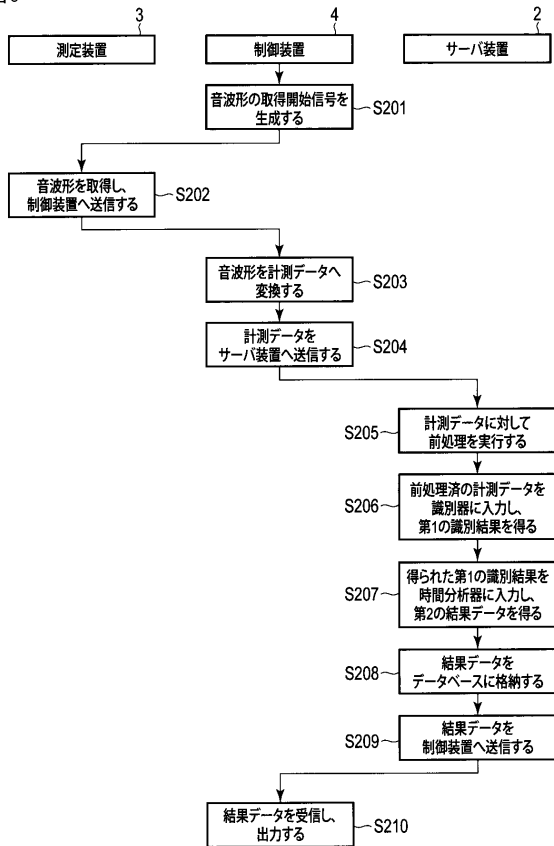 3
4
2
測定装置
制御装置
サーバ装置
音波形の取得開始信号を
生成する
S201
音波形を取得し、
制御装置へ送信する
S202
音波形を計測データへ
変換する
S203
計測データを
サーバ装置へ送信する
S204
計測データに対して
前処理を実行する
S205
前処理済の計測データを
識別器に入力し、
第1の識別結果を得る
S206
得られた第1の識別結果を
時間分析器に入力し、
第2の結果データを得る
S207
結果データを
データベースに格納する
S208
結果データを
制御装置へ送信する
S209
結果データを受信し、
出力する
S210